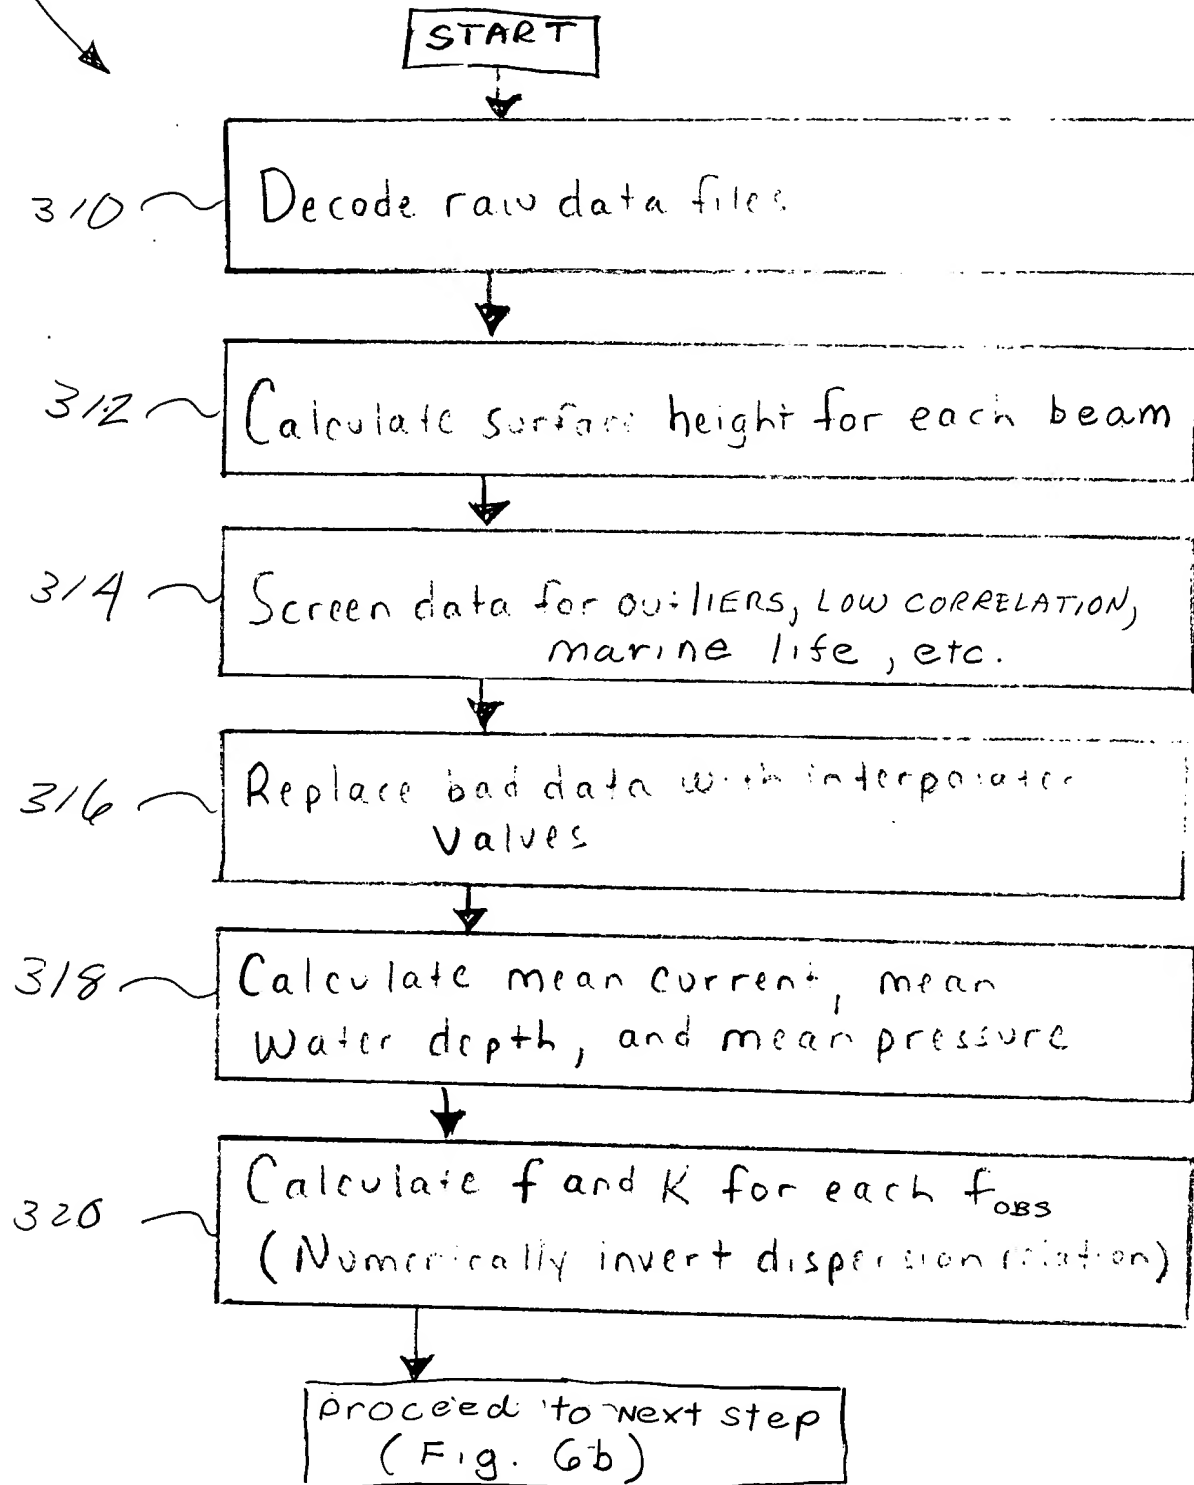 START
310
Decode raw data files
312
Calculate surface height for each beam
314
Screen data for outliERS, LOW CORRELATION,
marine life, etc.
316
Replace bad data with interpolated
values
318
Calculate mean current, mean
Water depth, and mean pressure
320
Calculate f and K for each fOBS
(Numerically invert dispersion relation)
proceed to Next step
(Fig. 6b)